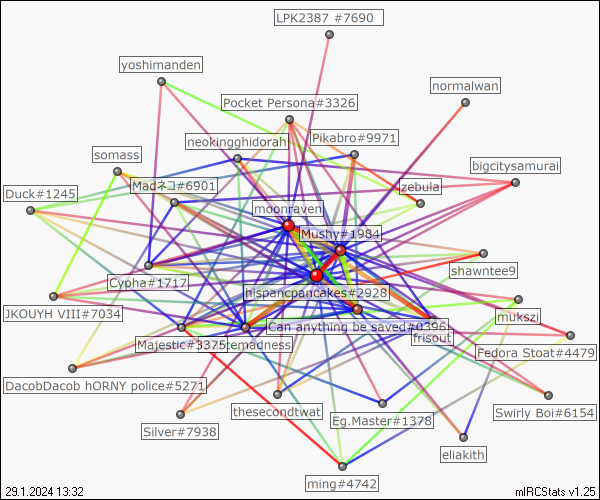 LPK2387 #7690
yoshimanden
normalwan
Pocket Persona#3326
Pikabro#9971
neokingghidorah
somass
bigcitysamurai
Duck#1245
Madネコ#6901
zebula
moonraven
Mushy#1984
shawntee9
Cypha#1717
hispancpancakes#2928
JKOUYH VIII#7034
mukszi
Can anything be saved#0396
frisout
Majestic#3375
temadness
Fedora Stoat#4479
DacobDacob hORNY police#5271
Swirly Boi#6154
thesecondtwat
Eg.Master#1378
Silver#7938
eliakith
ming#4742
29.1.2024 13:32
mIRCStats v1.25